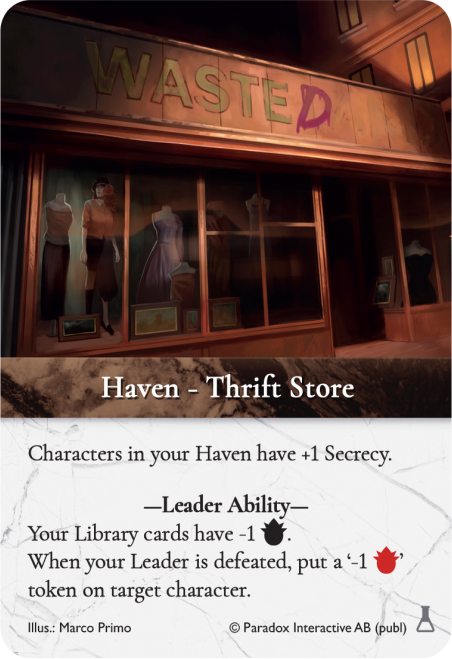 WASTED
Haven - Thrift Store
Characters in your Haven have +1 Secrecy.
—Leader Ability—
Your Library cards have -1 .
When your Leader is defeated, put a ‘-1 ’
token on target character.
Illus.: Marco Primo © Paradox Interactive AB (publ)